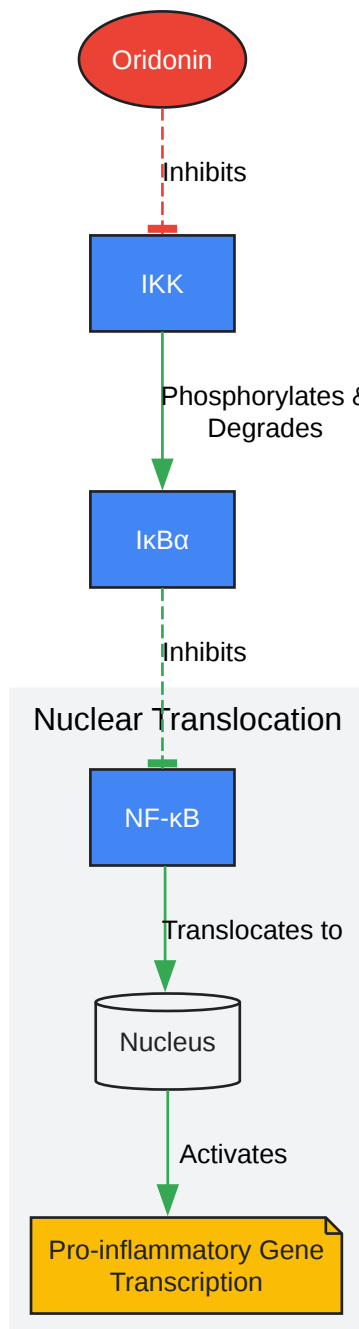 Oridonin
Inhibits
IKK
Phosphorylates &
Degrades
IκBα
Inhibits
Nuclear Translocation
NF-κB
Translocates to
Nucleus
Activates
Pro-inflammatory Gene
Transcription